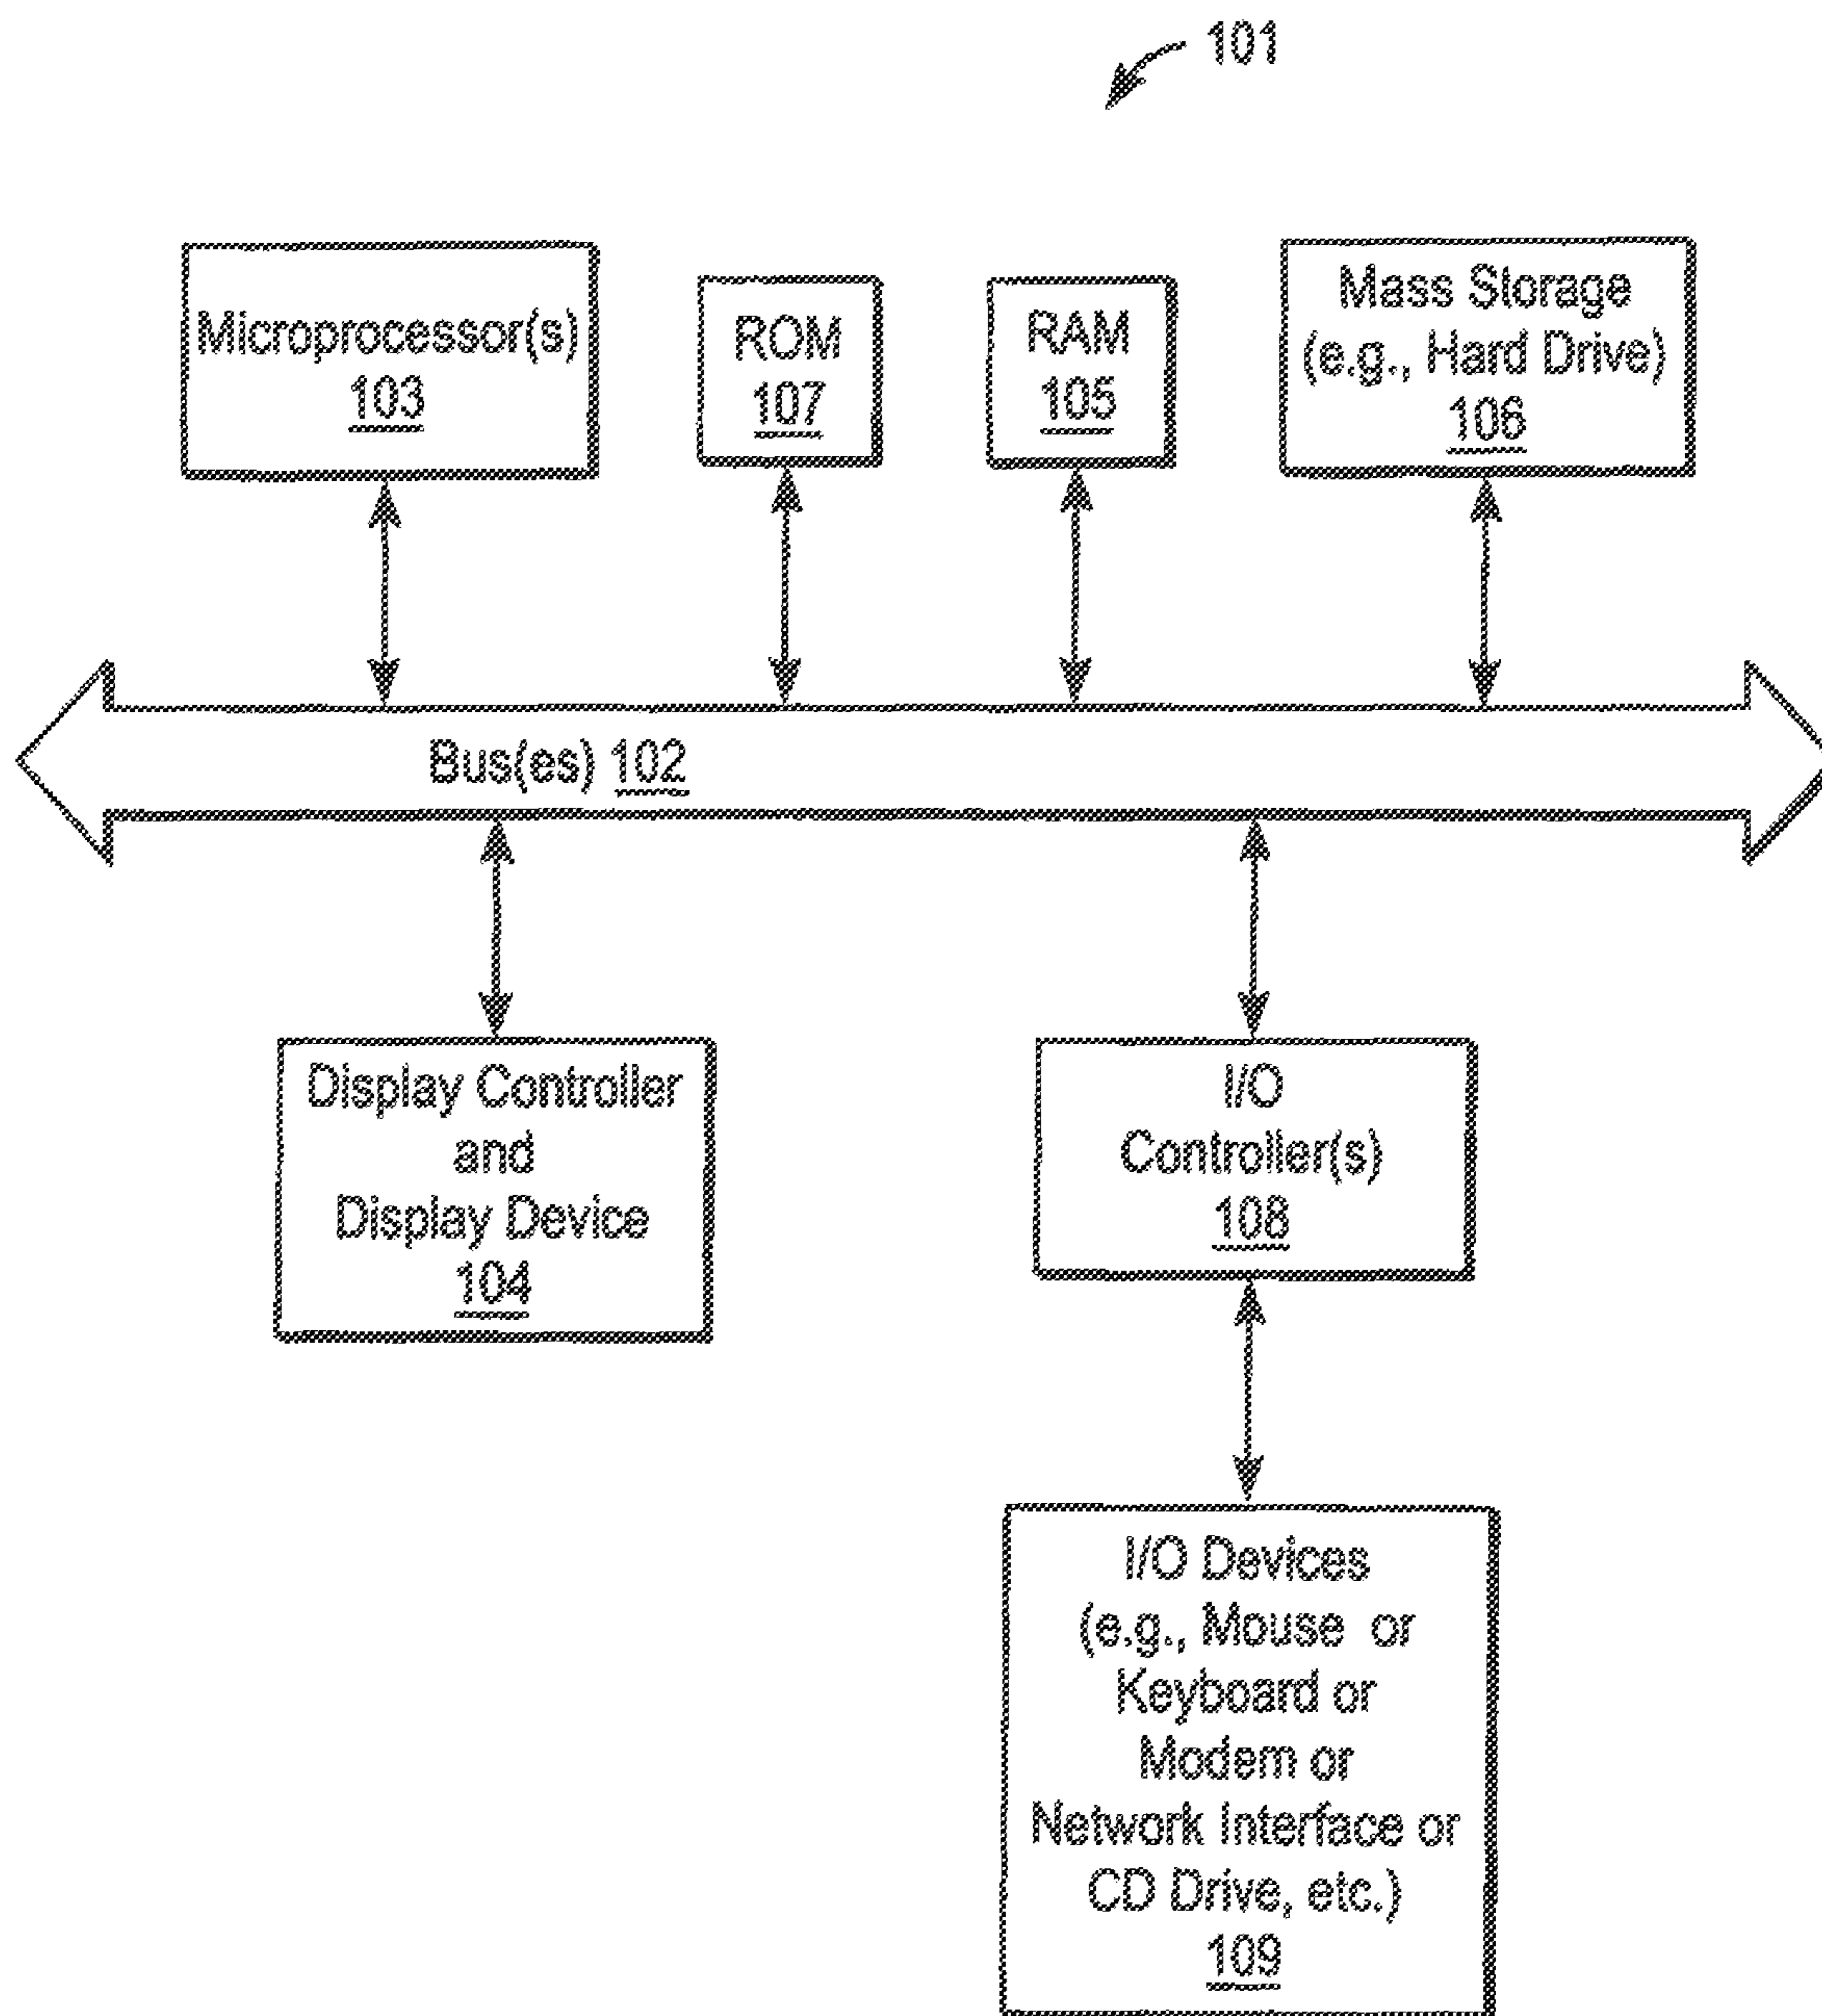 101
Microprocessor(s)
103
ROM
107
RAM
105
Mass Storage
(e.g., Hard Drive)
106
Bus(es) 102
Display Controller
and
Display Device
104
I/O
Controller(s)
108
I/O Devices
(e.g., Mouse or
Keyboard or
Modem or
Network Interface or
CD Drive, etc.)
109